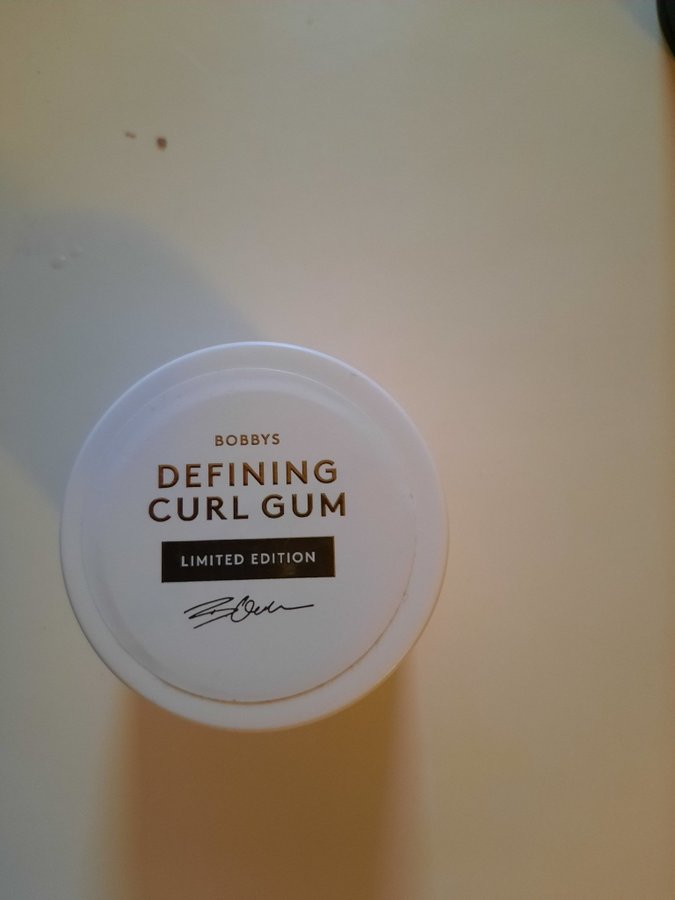 BOBBYS
DEFINING
CURL GUM
LIMITED EDITION